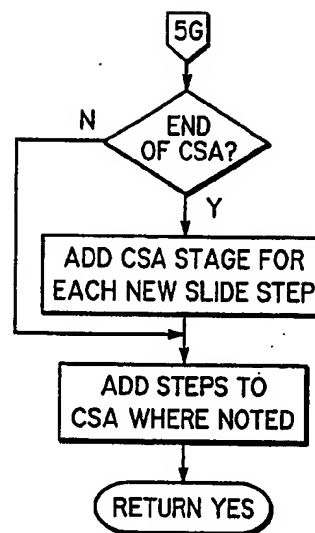 5G
N
END
OF CSA?
Y
ADD CSA STAGE FOR
EACH NEW SLIDE STEP
ADD STEPS TO
CSA WHERE NOTED
RETURN YES